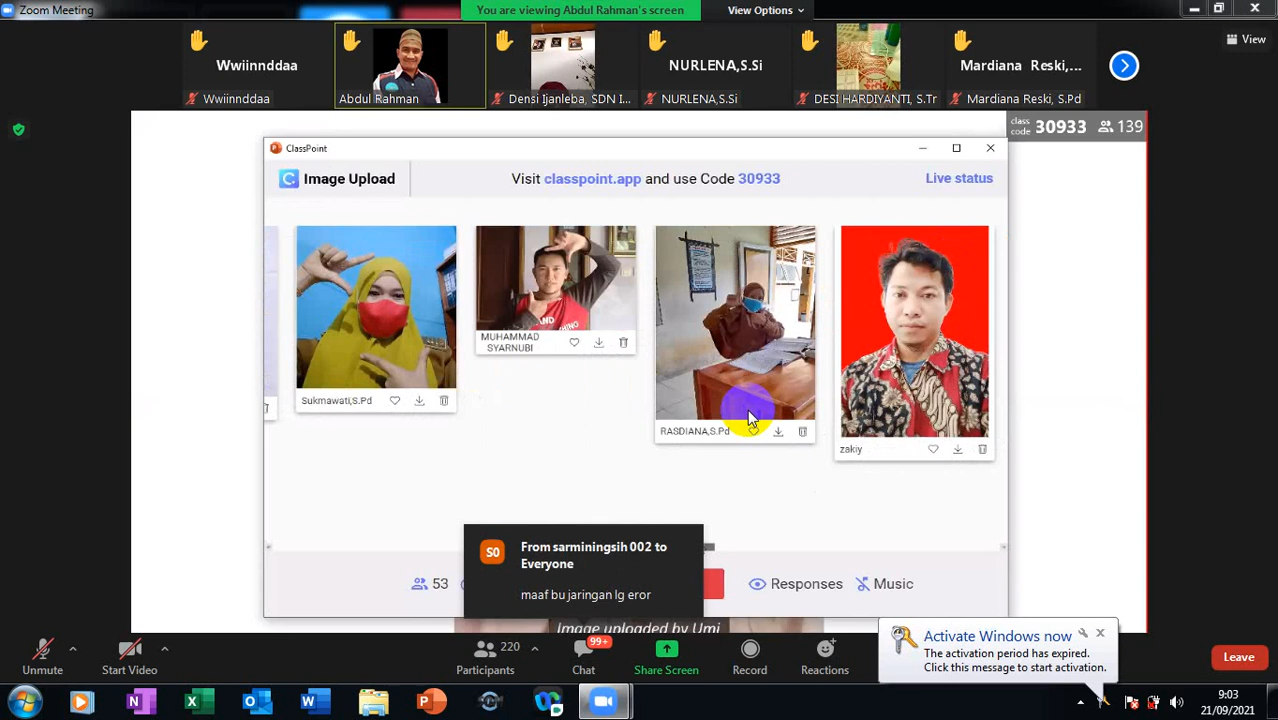 Zoom Meeting
You are viewing Abdul Rahman's screen
View Options
Wwiinnddaa
Wwiinnddaa
Abdul Rahman
Densi Ijanleba, SDN I...
NURLENA,S.Si
NURLENA,S.Si
DESI HARDIYANTI, S.Tr
Mardiana Reski,...
Mardiana Reski, S.Pd
View
class code 30933 139
ClassPoint
Image Upload
Visit classpoint.app and use Code 30933
Live status
Sukmawati,S.Pd
MUHAMMAD
SYARNUBI
RASDIANA,S.Pd
zakiy
From sarminingsih 002 to
Everyone
maaf bu jaringan lg eror
53
Responses
Music
Image uploaded by Umi
Activate Windows now
The activation period has expired.
Click this message to start activation.
Unmute
Start Video
220
Participants
99+
Chat
Share Screen
Record
Reactions
Leave
9:03
21/09/2021